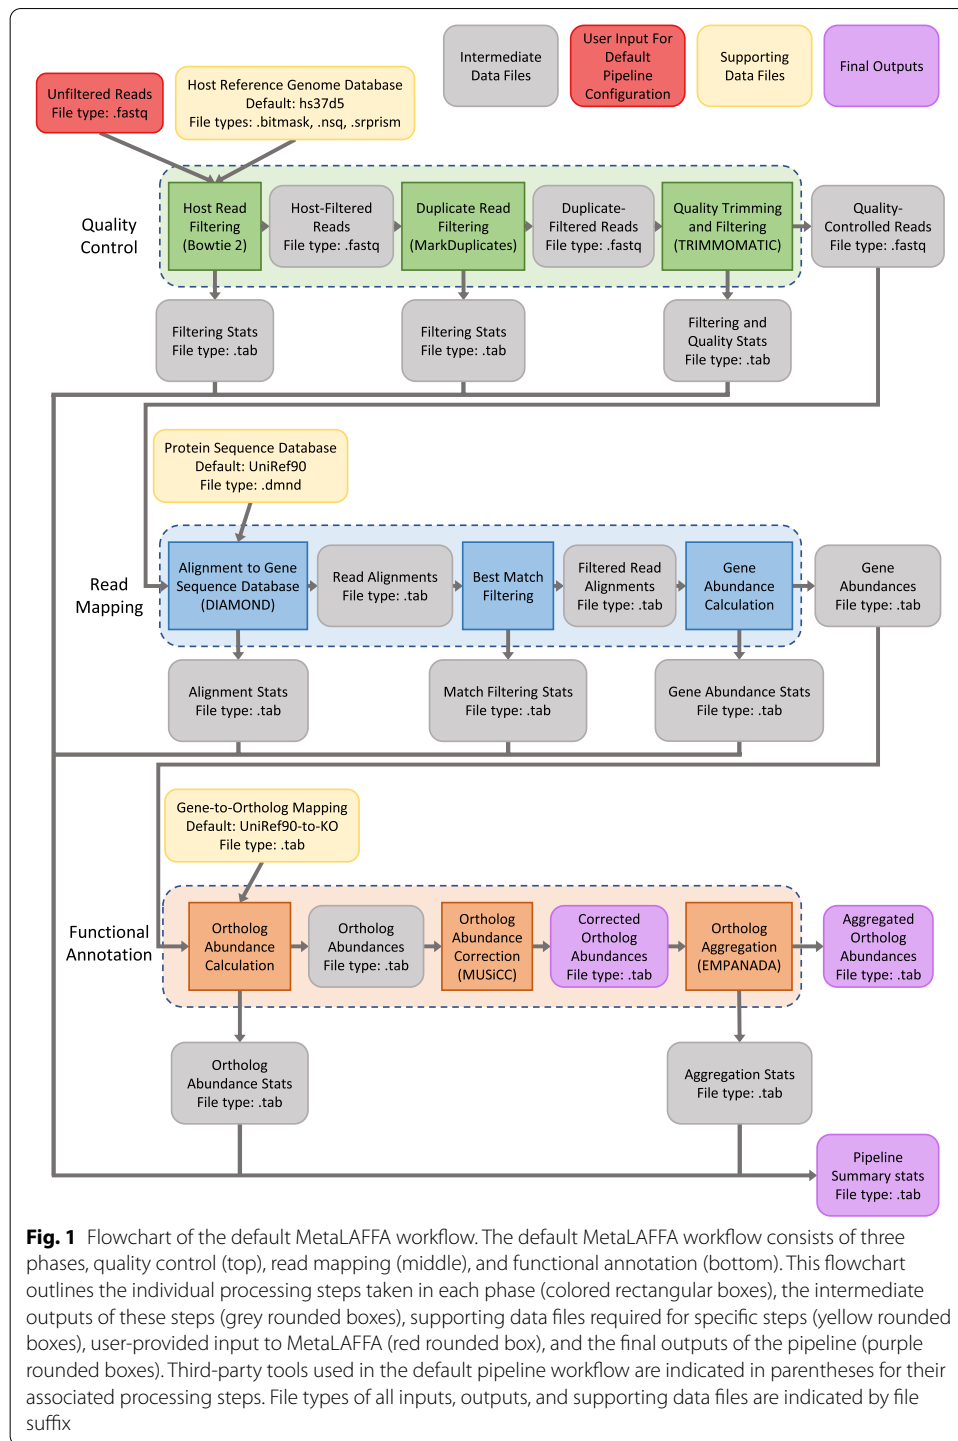 Intermediate
Data Files
User Input For
Default
Pipeline
Configuration
Supporting
Data Files
Final Outputs
Unfiltered Reads
File type: .fastq
Host Reference Genome Database
Default: hs37d5
File types: .bitmask, .nsq, .srprism
Quality
Control
Host Read
Filtering
(Bowtie 2)
Host-Filtered
Reads
File type: .fastq
Duplicate Read
Filtering
(MarkDuplicates)
Duplicate-
Filtered Reads
File type: .fastq
Quality Trimming
and Filtering
(TRIMMOMATIC)
Quality-
Controlled Reads
File type: .fastq
Filtering Stats
File type: .tab
Filtering Stats
File type: .tab
Filtering and
Quality Stats
File type: .tab
Protein Sequence Database
Default: UniRef90
File type: .dmnd
Read
Mapping
Alignment to Gene
Sequence Database
(DIAMOND)
Read Alignments
File type: .tab
Best Match
Filtering
Filtered Read
Alignments
File type: .tab
Gene
Abundance
Calculation
Gene
Abundances
File type: .tab
Alignment Stats
File type: .tab
Match Filtering Stats
File type: .tab
Gene Abundance Stats
File type: .tab
Gene-to-Ortholog Mapping
Default: UniRef90-to-KO
File type: .tab
Functional
Annotation
Ortholog
Abundance
Calculation
Ortholog
Abundances
File type: .tab
Ortholog
Abundance
Correction
(MUSiCC)
Corrected
Ortholog
Abundances
File type: .tab
Ortholog
Aggregation
(EMPANADA)
Aggregated
Ortholog
Abundances
File type: .tab
Ortholog
Abundance Stats
File type: .tab
Aggregation Stats
File type: .tab
Pipeline
Summary stats
File type: .tab
Fig. 1 Flowchart of the default MetaLAFFA workflow. The default MetaLAFFA workflow consists of three
phases, quality control (top), read mapping (middle), and functional annotation (bottom). This flowchart
outlines the individual processing steps taken in each phase (colored rectangular boxes), the intermediate
outputs of these steps (grey rounded boxes), supporting data files required for specific steps (yellow rounded
boxes), user-provided input to MetaLAFFA (red rounded box), and the final outputs of the pipeline (purple
rounded boxes). Third-party tools used in the default pipeline workflow are indicated in parentheses for their
associated processing steps. File types of all inputs, outputs, and supporting data files are indicated by file
suffix